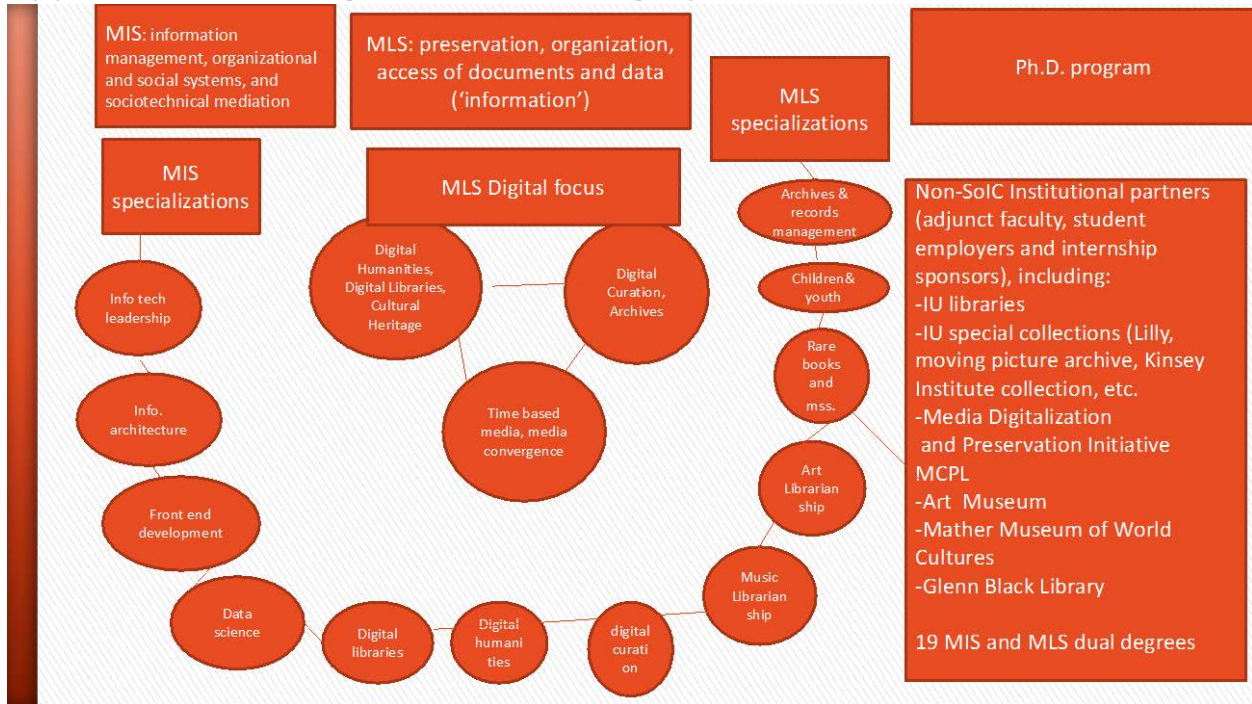 MIS: information
management, organizational
and social systems, and
sociotechnical mediation
MLS: preservation, organization,
access of documents and data
(‘information’)
MLS
specializations
Ph.D. program
MIS
specializations
MLS Digital focus
Info tech
leadership
Info.
architecture
Front end
development
Data
science
Digital
libraries
Digital
humani
ties
digital
curati
on
Music
Librarian
ship
Art
Librarian
ship
Rare
books
and
mss.
Children&
youth
Archives &
records
management
Digital
Humanities,
Digital Libraries,
Cultural
Heritage
Digital
Curation,
Archives
Time based
media, media
convergence
Non-SoIC Institutional partners
(adjunct faculty, student
employers and internship
sponsors), including:
-IU libraries
-IU special collections (Lilly,
moving picture archive, Kinsey
Institute collection, etc.
-Media Digitalization
and Preservation Initiative
MCPL
-Art Museum
-Mather Museum of World
Cultures
-Glenn Black Library
19 MIS and MLS dual degrees